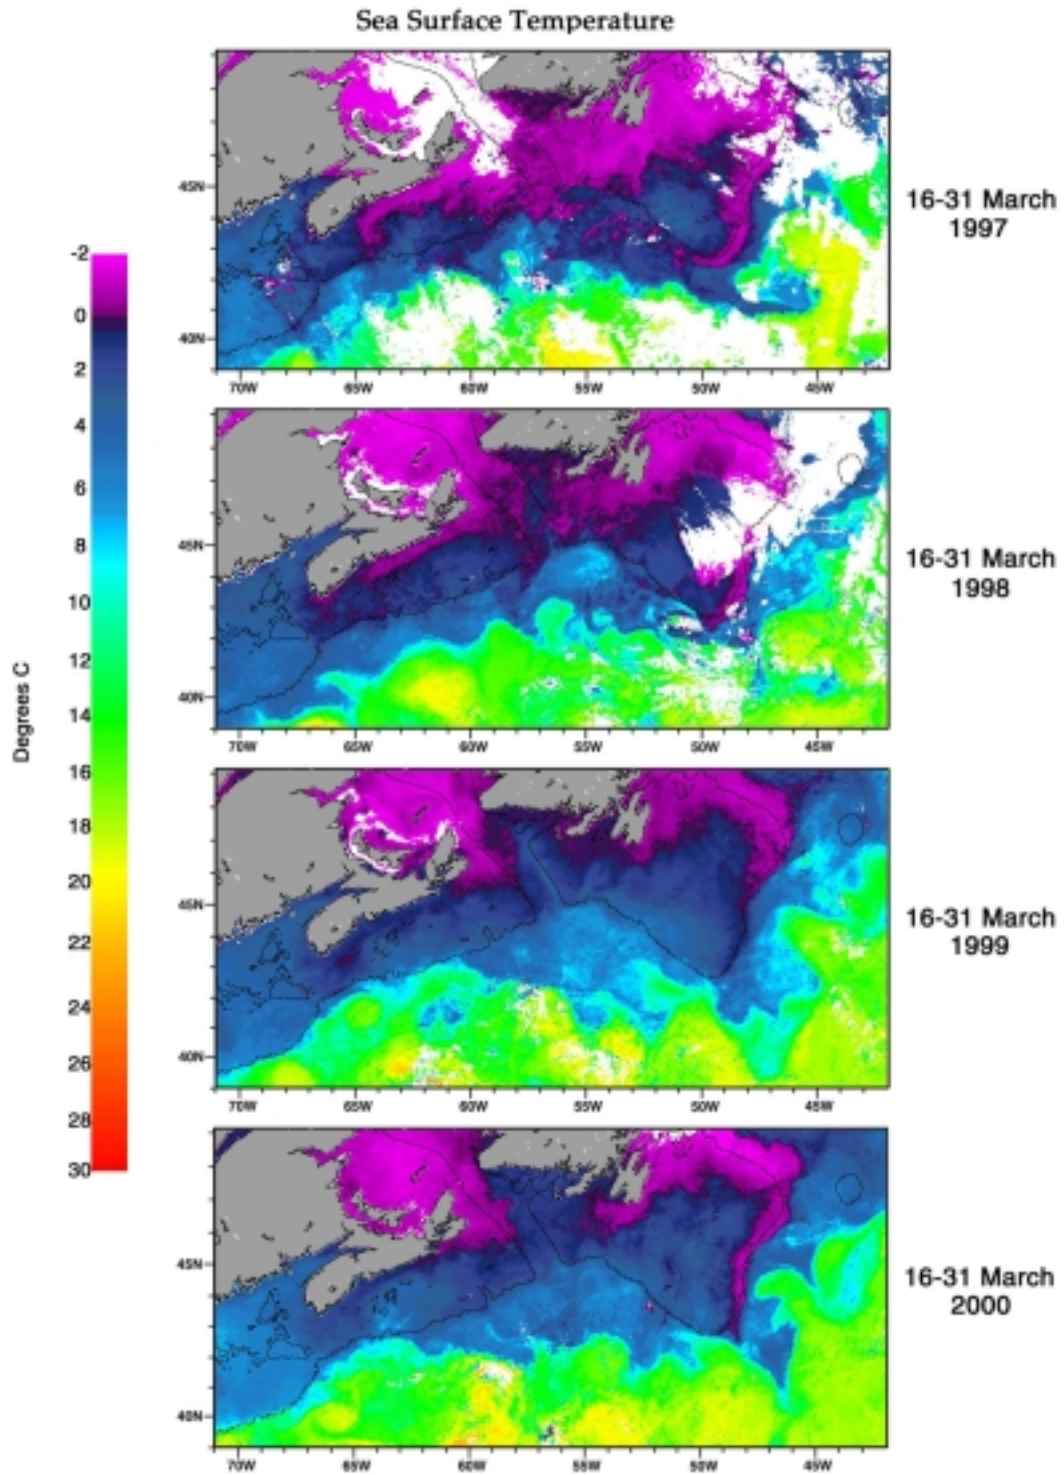 Sea Surface Temperature
45N
40N
70W 65W 60W 55W 50W 45W
16-31 March
1997
-2
0
2
4
6
8
10
12
14
16
18
20
22
24
26
26
28
30
Degrees C
45N
40N
70W 65W 60W 55W 50W 45W
16-31 March
1998
45N
40N
70W 65W 60W 55W 50W 45W
16-31 March
1999
45N
40N
70W 65W 60W 55W 50W 45W
16-31 March
2000